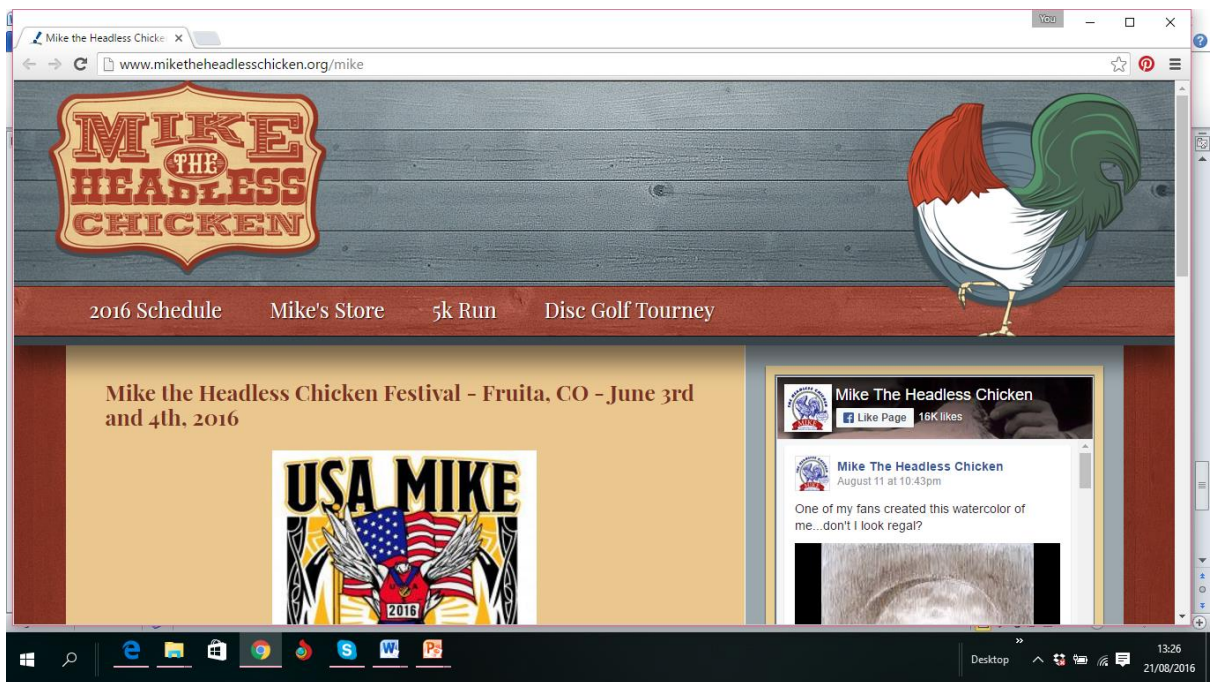 You
Mike the Headless Chicke
www.miketheheadlesschicken.org/mike
MIKE
THE
HEADLESS
CHICKEN
2016 Schedule Mike's Store 5k Run Disc Golf Tourney
Mike the Headless Chicken Festival - Fruita, CO - June 3rd
and 4th, 2016
USA MIKE
USA
2016
Mike The Headless Chicken
Like Page 16K likes
Mike The Headless Chicken
August 11 at 10:43pm
One of my fans created this watercolor of
me...don't I look regal?
Desktop
13:26
21/08/2016